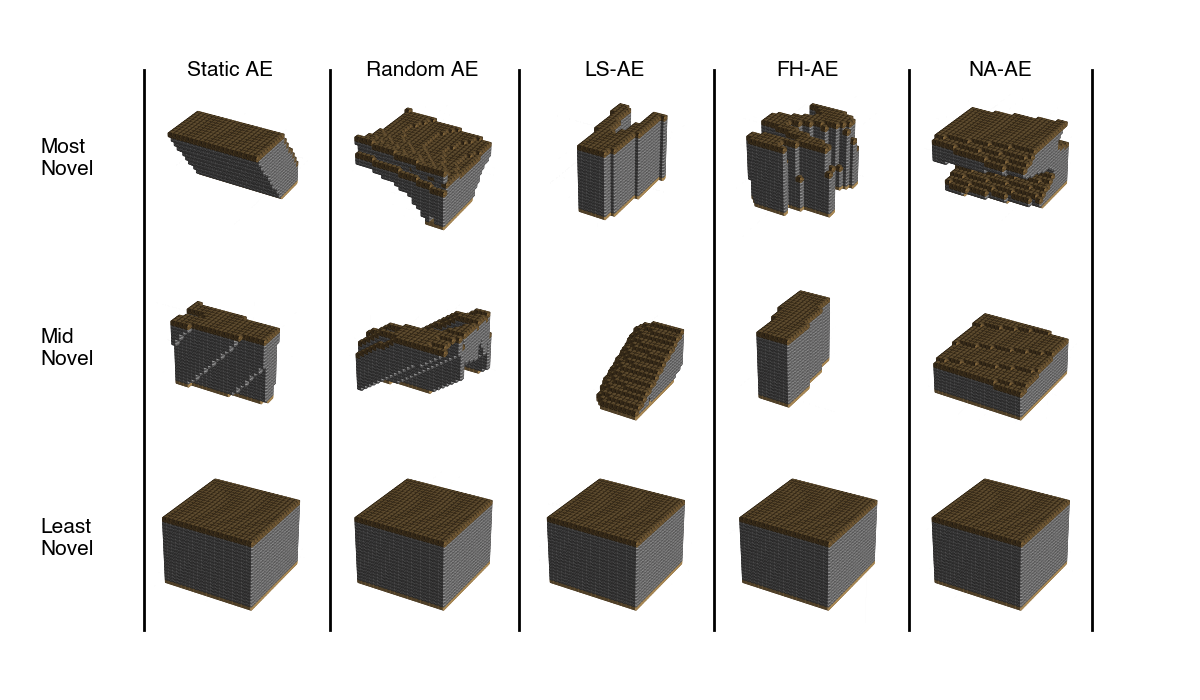 Static AE
Random AE
LS-AE
FH-AE
NA-AE
Most
Novel
Mid
Novel
Least
Novel